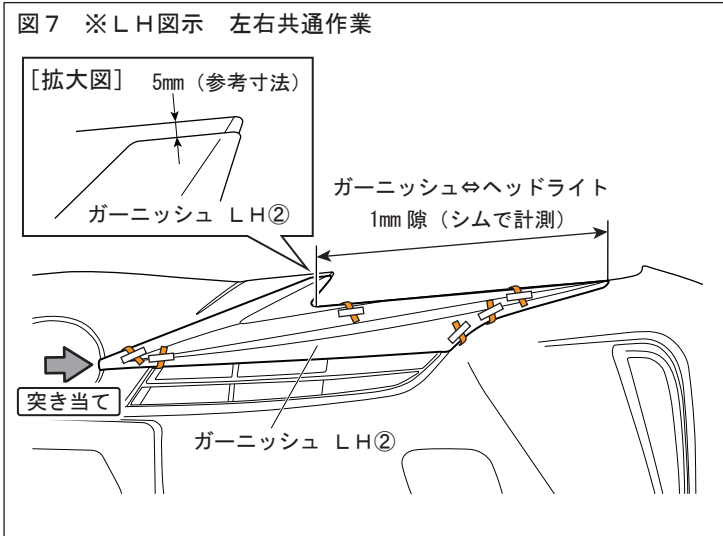 図７ ※ＬＨ図示 左右共通作業
［拡大図］ 5mm（参考寸法）
ガーニッシュ ＬＨ②
ガーニッシュ⇔ヘッドライト
1mm 隙（シムで計測）
突き当て
ガーニッシュ ＬＨ②